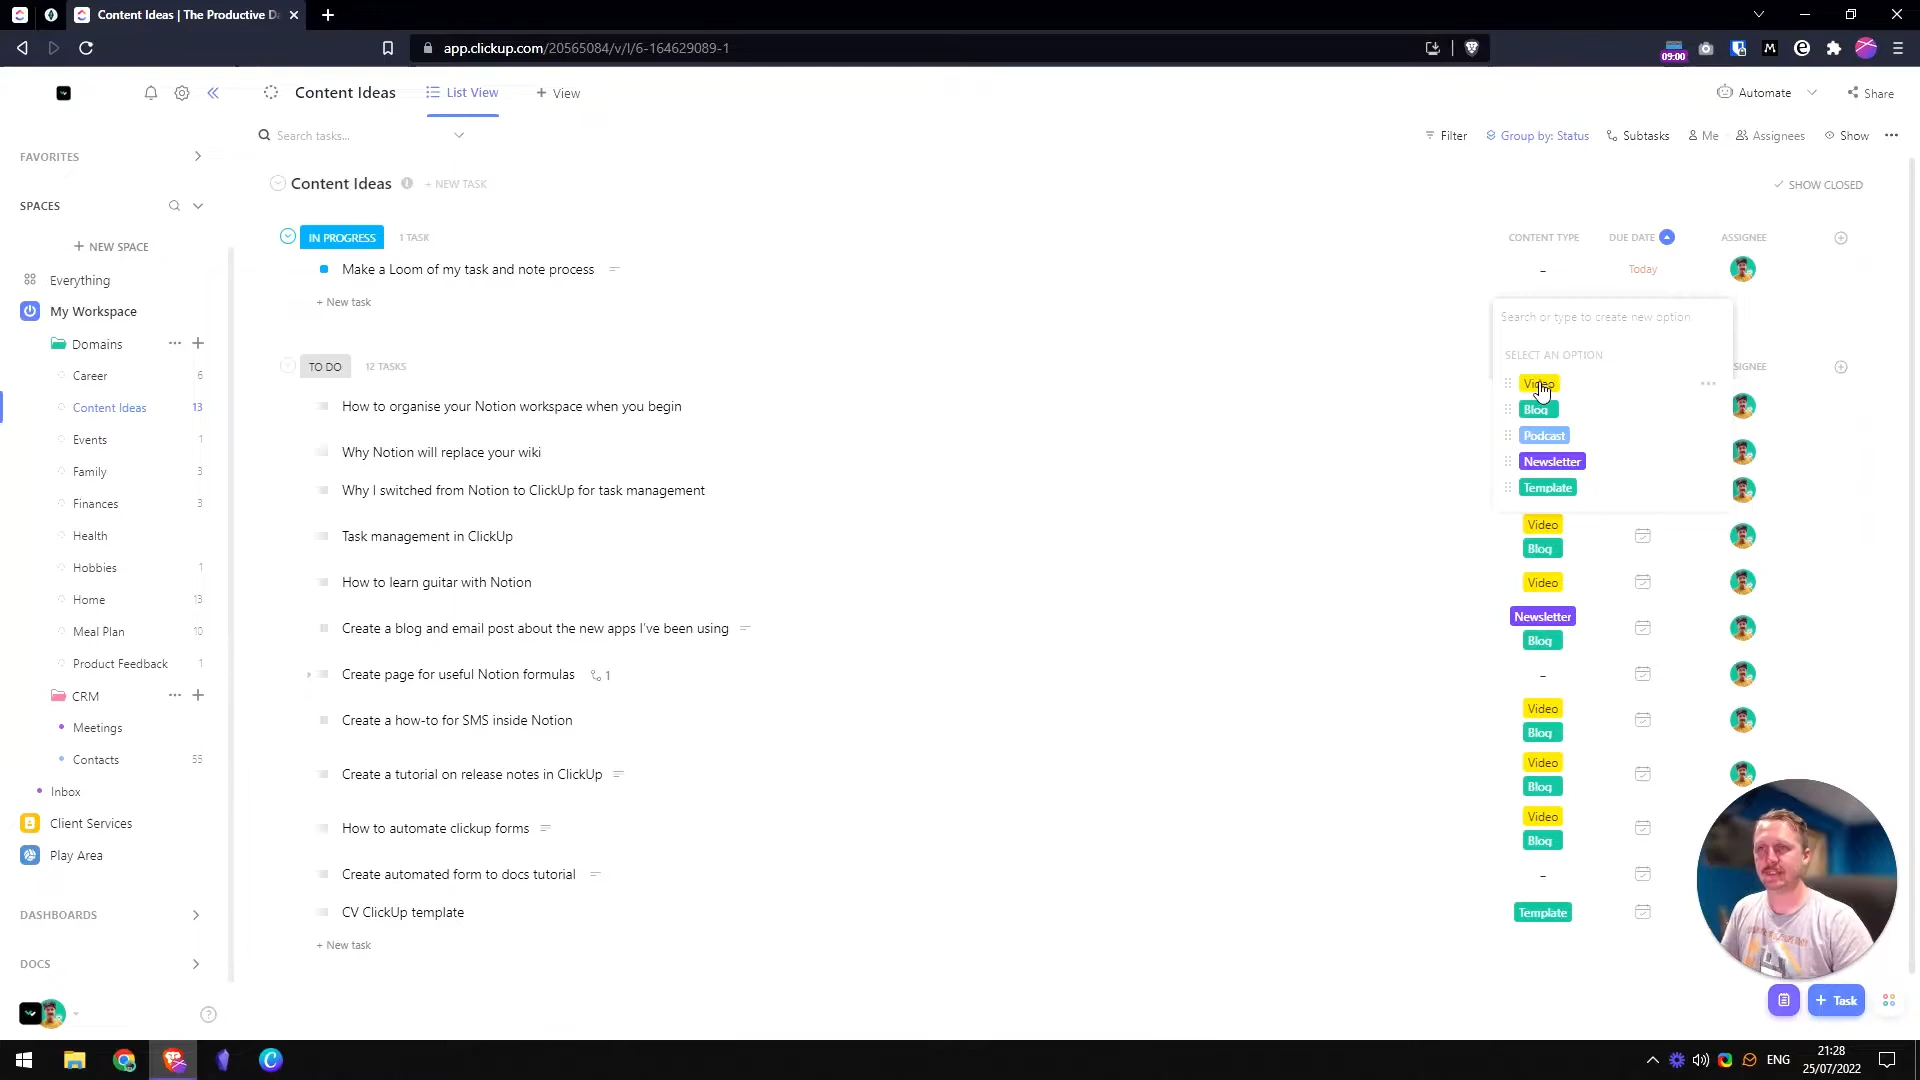 Content Ideas | The Productive D
app.clickup.com/20565084/v/l/6-164629089-1
09:00
Content Ideas
List View
+ View
Automate
Share
Search tasks...
Filter
Group by: Status
Subtasks
Me
Assignees
Show
FAVORITES
SPACES
+ NEW SPACE
Everything
My Workspace
Domains
Career 6
Content Ideas 13
Events 1
Family 3
Finances 3
Health
Hobbies 1
Home 13
Meal Plan 10
Product Feedback 1
CRM
Meetings
Contacts 55
Inbox
Client Services
Play Area
DASHBOARDS
DOCS
Content Ideas
+ NEW TASK
SHOW CLOSED
IN PROGRESS
1 TASK
CONTENT TYPE
DUE DATE
ASSIGNEE
Make a Loom of my task and note process
–
Today
+ New task
Search or type to create new option
SELECT AN OPTION
Video
Blog
Podcast
Newsletter
Template
TO DO
12 TASKS
SIGNEE
How to organise your Notion workspace when you begin
Why Notion will replace your wiki
Why I switched from Notion to ClickUp for task management
Task management in ClickUp
Video
Blog
How to learn guitar with Notion
Video
Create a blog and email post about the new apps I've been using
Newsletter
Blog
Create page for useful Notion formulas
1
–
Create a how-to for SMS inside Notion
Video
Blog
Create a tutorial on release notes in ClickUp
Video
Blog
How to automate clickup forms
Video
Blog
Create automated form to docs tutorial
–
CV ClickUp template
Template
+ New task
+ Task
ENG
21:28
25/07/2022